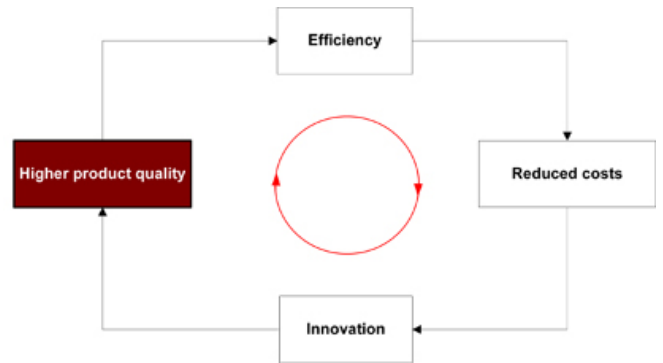 Efficiency
Higher product quality
Reduced costs
Innovation